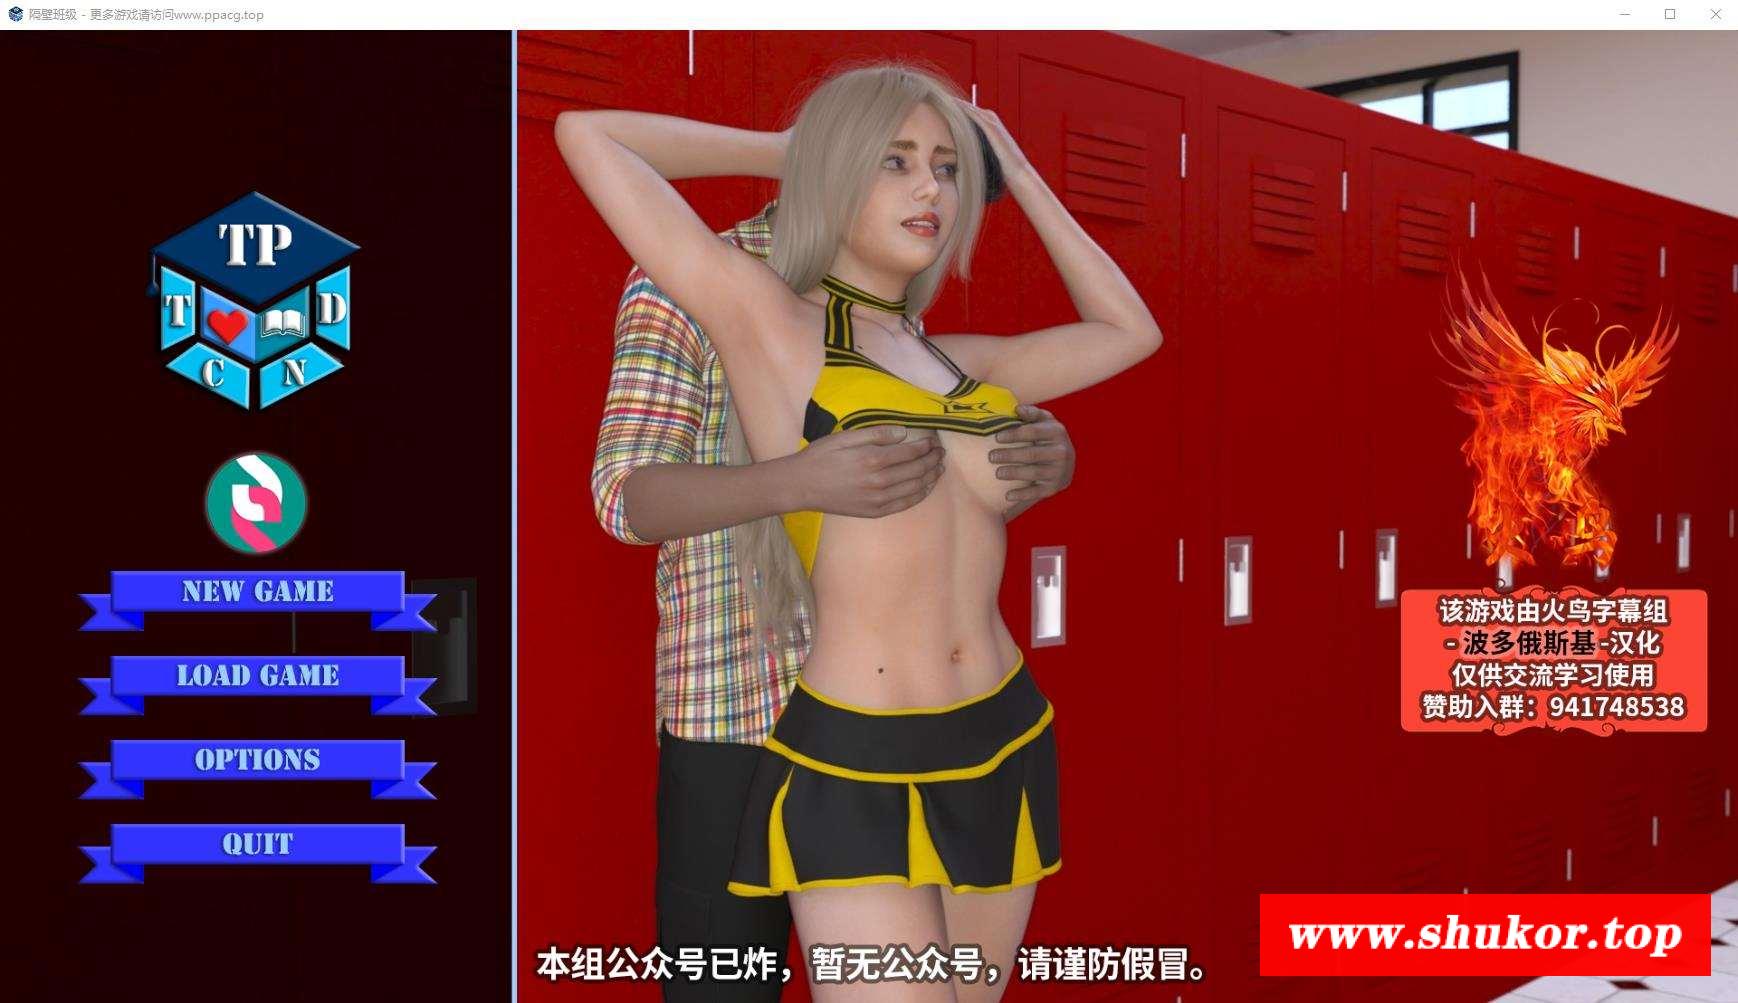 隔壁班级 - 更多游戏请访问www.ppacg.top
TP
T
D
C
N
NEW GAME
LOAD GAME
OPTIONS
QUIT
该游戏由火鸟字幕组
- 波多俄斯基 -汉化
仅供交流学习使用
赞助入群：941748538
www.shukor.top
本组公众号已炸，暂无公众号，请谨防假冒。